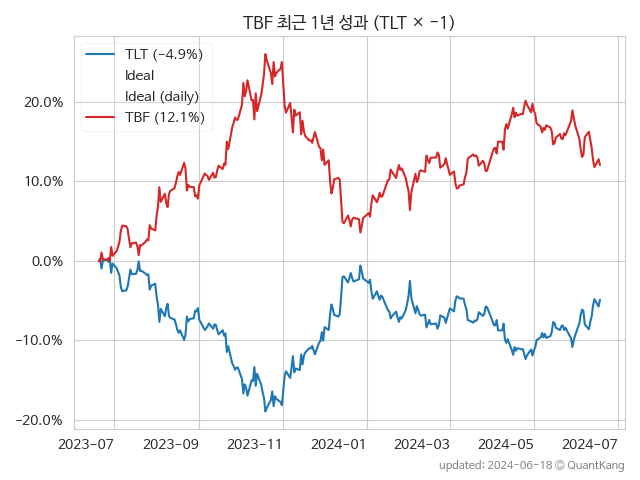 TBF 최근 1년 성과 (TLT × −1)
TLT (−4.9%)
Ideal
Ideal (daily)
TBF (12.1%)
20.0%
10.0%
0.0%
−10.0%
−20.0%
2023-07 2023-09 2023-11 2024-01 2024-03 2024-05 2024-07
updated: 2024-06-18 © QuantKang